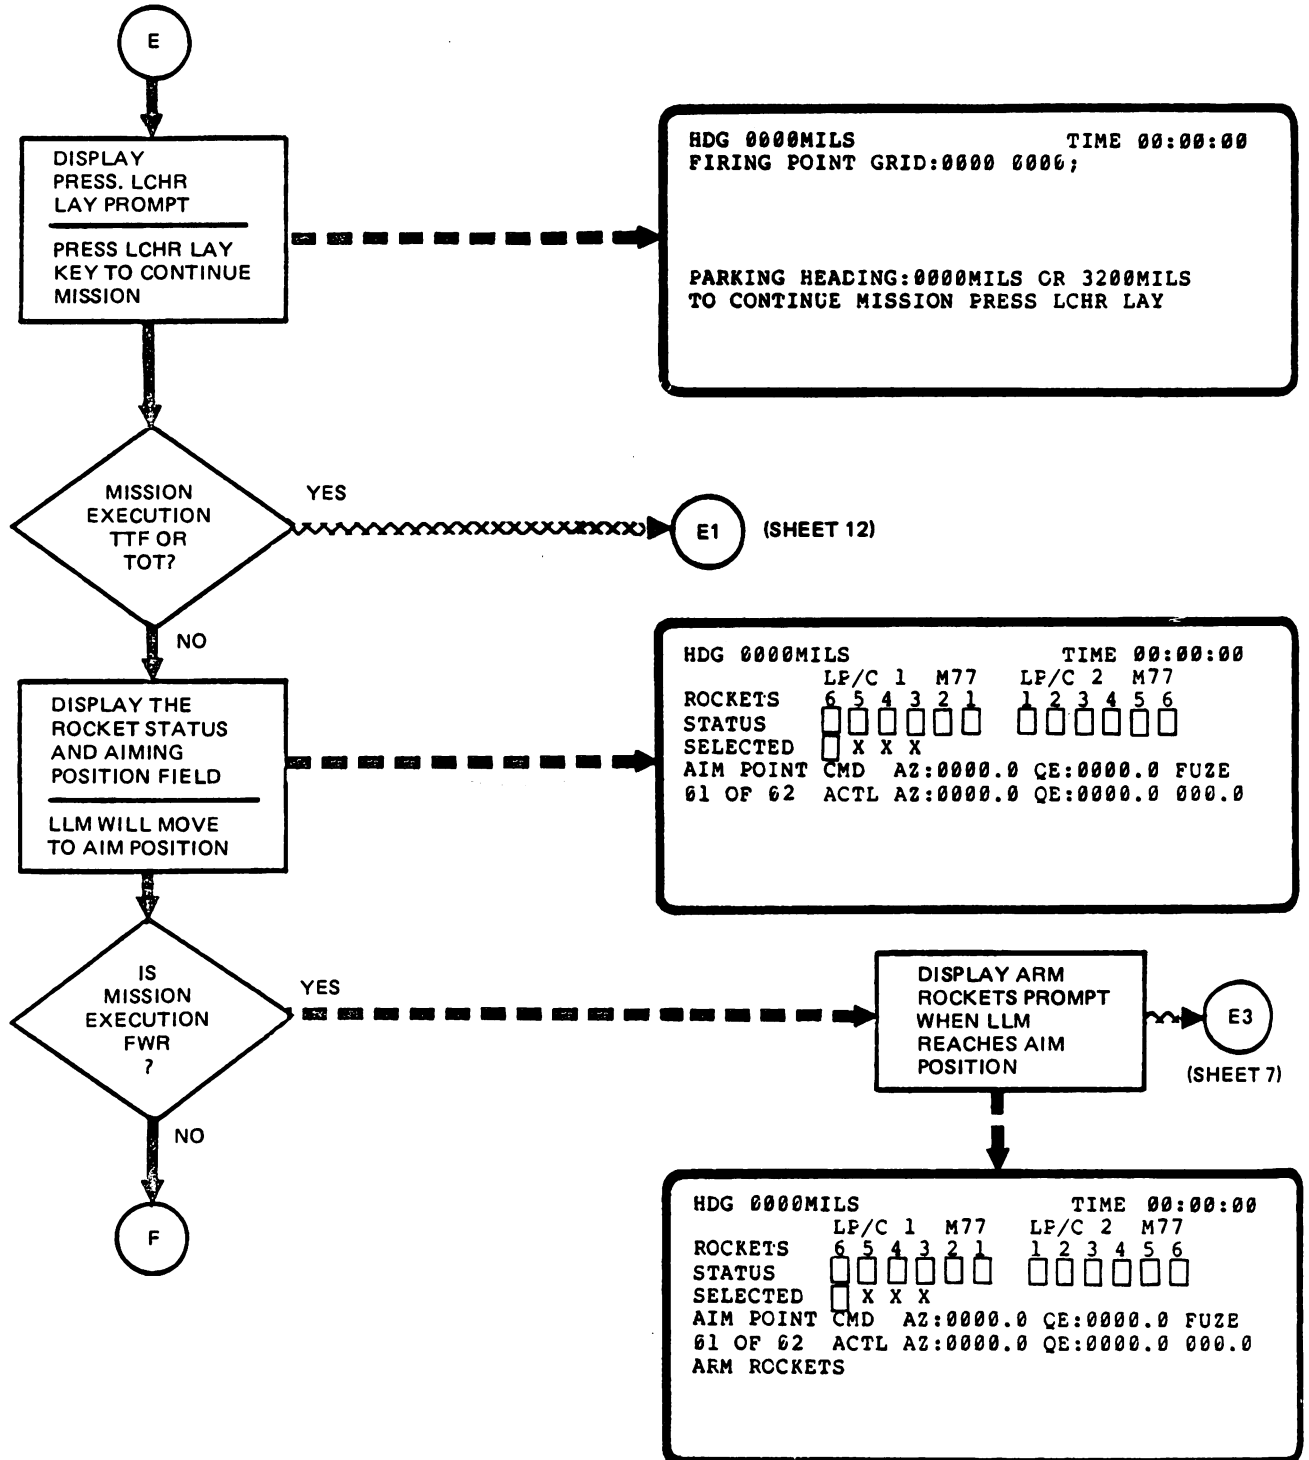 E
DISPLAY
PRESS. LCHR
LAY PROMPT
PRESS LCHR LAY
KEY TO CONTINUE
MISSION
HDG 0000MILS TIME 00:00:00
FIRING POINT GRID:0000 0000;
PARKING HEADING:0000MILS OR 3200MILS
TO CONTINUE MISSION PRESS LCHR LAY
MISSION
EXECUTION
TTF OR
TOT?
YES
E1 (SHEET 12)
NO
DISPLAY THE
ROCKET STATUS
AND AIMING
POSITION FIELD
LLM WILL MOVE
TO AIM POSITION
HDG 0000MILS TIME 00:00:00
LP/C 1 M77 LP/C 2 M77
ROCKETS 6 5 4 3 2 1 1 2 3 4 5 6
STATUS
SELECTED X X X
AIM POINT CMD AZ:0000.0 QE:0000.0 FUZE
01 OF 02 ACTL AZ:0000.0 QE:0000.0 000.0
IS
MISSION
EXECUTION
FWR
?
YES
DISPLAY ARM
ROCKETS PROMPT
WHEN LLM
REACHES AIM
POSITION
E3
(SHEET 7)
NO
F
HDG 0000MILS TIME 00:00:00
LP/C 1 M77 LP/C 2 M77
ROCKETS 6 5 4 3 2 1 1 2 3 4 5 6
STATUS
SELECTED X X X
AIM POINT CMD AZ:0000.0 QE:0000.0 FUZE
01 OF 02 ACTL AZ:0000.0 QE:0000.0 000.0
ARM ROCKETS